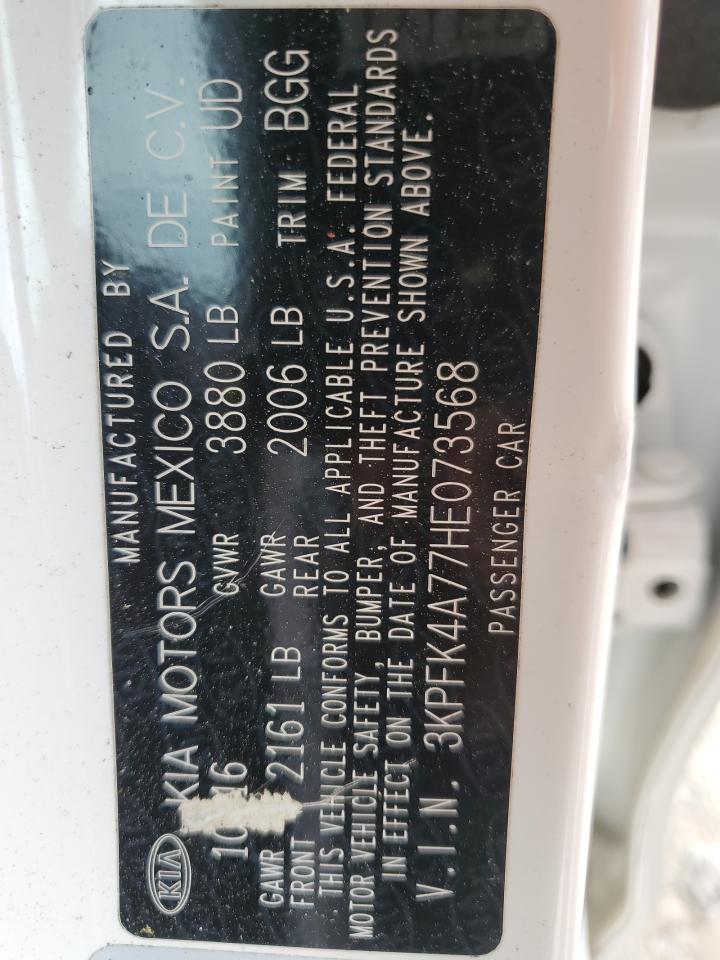 MANUFACTURED BY
KIA KIA MOTORS MEXICO S.A. DE C.V.
16 GVWR 3880 LB PAINT UD
GAWR FRONT 2161 LB GAWR REAR 2006 LB TRIM BGG
THIS VEHICLE CONFORMS TO ALL APPLICABLE U.S.A. FEDERAL
MOTOR VEHICLE SAFETY, BUMPER, AND THEFT PREVENTION STANDARDS
IN EFFECT ON THE DATE OF MANUFACTURE SHOWN ABOVE.
V.I.N. 3KPFK4A77HE073568
PASSENGER CAR